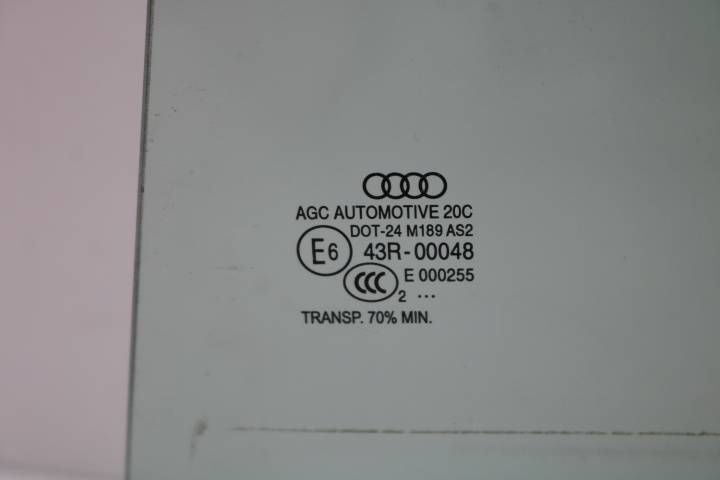 AGC AUTOMOTIVE 20C
DOT-24 M189 AS2
E6 43R-00048
CCC E 000255
2 ...
TRANSP. 70% MIN.